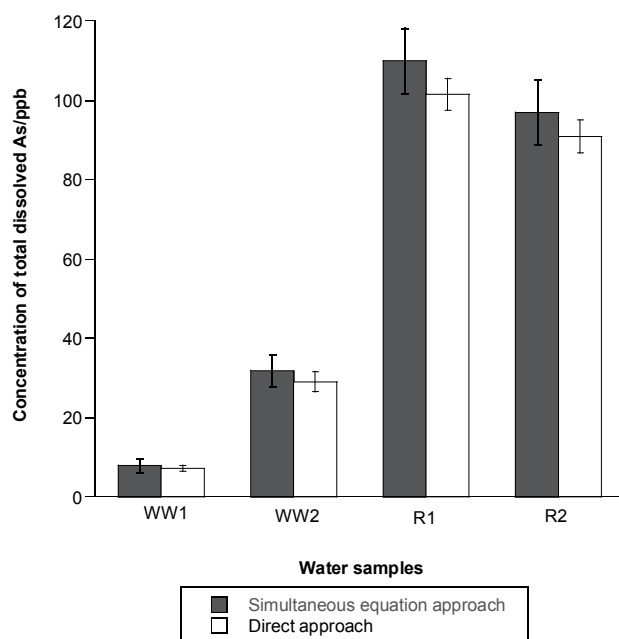 Concentration of total dissolved As/ppb
120
100
80
60
40
20
0
WW1 WW2 R1 R2
Water samples
Simultaneous equation approach
Direct approach